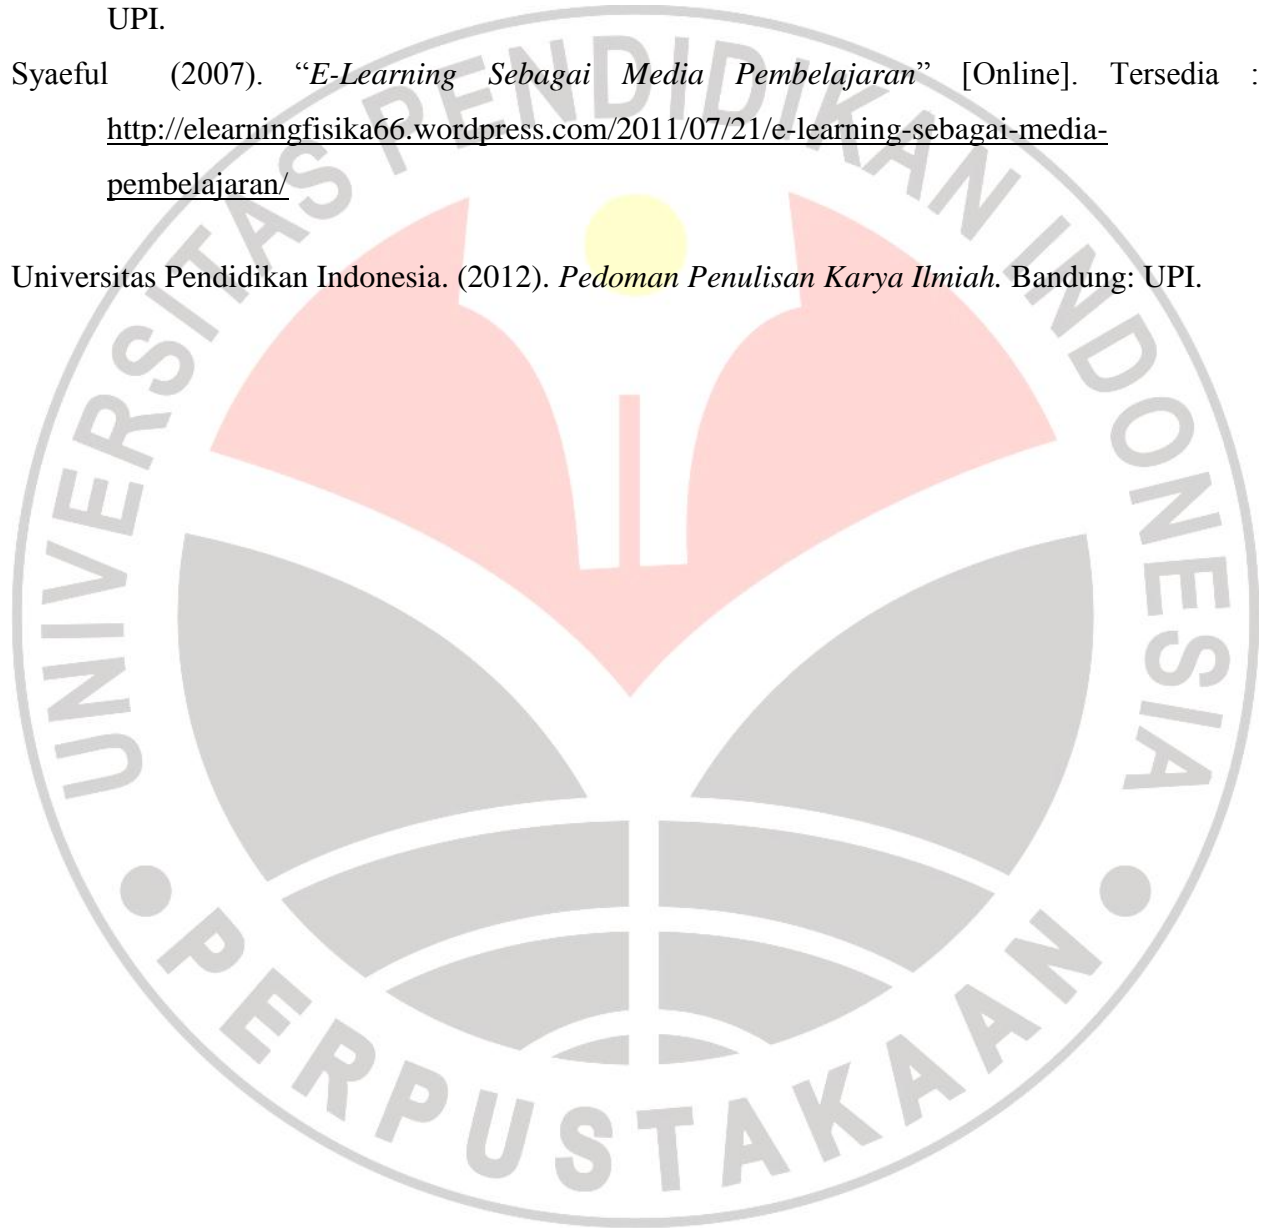 UPI.
Syaeful (2007). “E-Learning Sebagai Media Pembelajaran” [Online]. Tersedia :
http://elearningfisika66.wordpress.com/2011/07/21/e-learning-sebagai-media-
pembelajaran/
Universitas Pendidikan Indonesia. (2012). Pedoman Penulisan Karya Ilmiah. Bandung: UPI.
UNIVERSITAS PENDIDIKAN INDONESIA
PERPUSTAKAAN